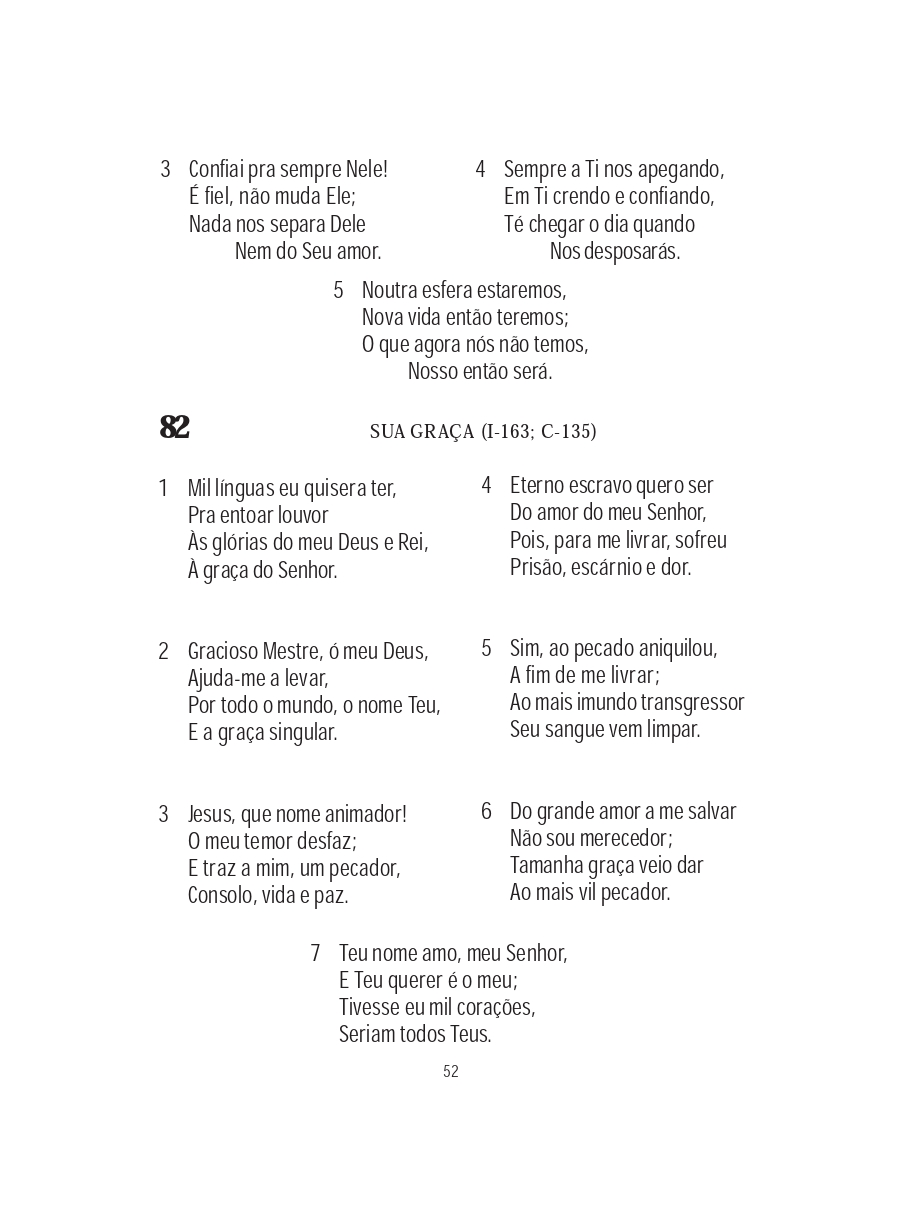 3 Confiai pra sempre Nele!
É fiel, não muda Ele;
Nada nos separa Dele
Nem do Seu amor.
4 Sempre a Ti nos apegando,
Em Ti crendo e confiando,
Té chegar o dia quando
Nos desposarás.
5 Noutra esfera estaremos,
Nova vida então teremos;
O que agora nós não temos,
Nosso então será.
82 SUA GRAÇA (I-163; C-135)
1 Mil línguas eu quisera ter,
Pra entoar louvor
Às glórias do meu Deus e Rei,
À graça do Senhor.
2 Gracioso Mestre, ó meu Deus,
Ajuda-me a levar,
Por todo o mundo, o nome Teu,
E a graça singular.
3 Jesus, que nome animador!
O meu temor desfaz;
E traz a mim, um pecador,
Consolo, vida e paz.
4 Eterno escravo quero ser
Do amor do meu Senhor,
Pois, para me livrar, sofreu
Prisão, escárnio e dor.
5 Sim, ao pecado aniquilou,
A fim de me livrar;
Ao mais imundo transgressor
Seu sangue vem limpar.
6 Do grande amor a me salvar
Não sou merecedor;
Tamanha graça veio dar
Ao mais vil pecador.
7 Teu nome amo, meu Senhor,
E Teu querer é o meu;
Tivesse eu mil corações,
Seriam todos Teus.
52